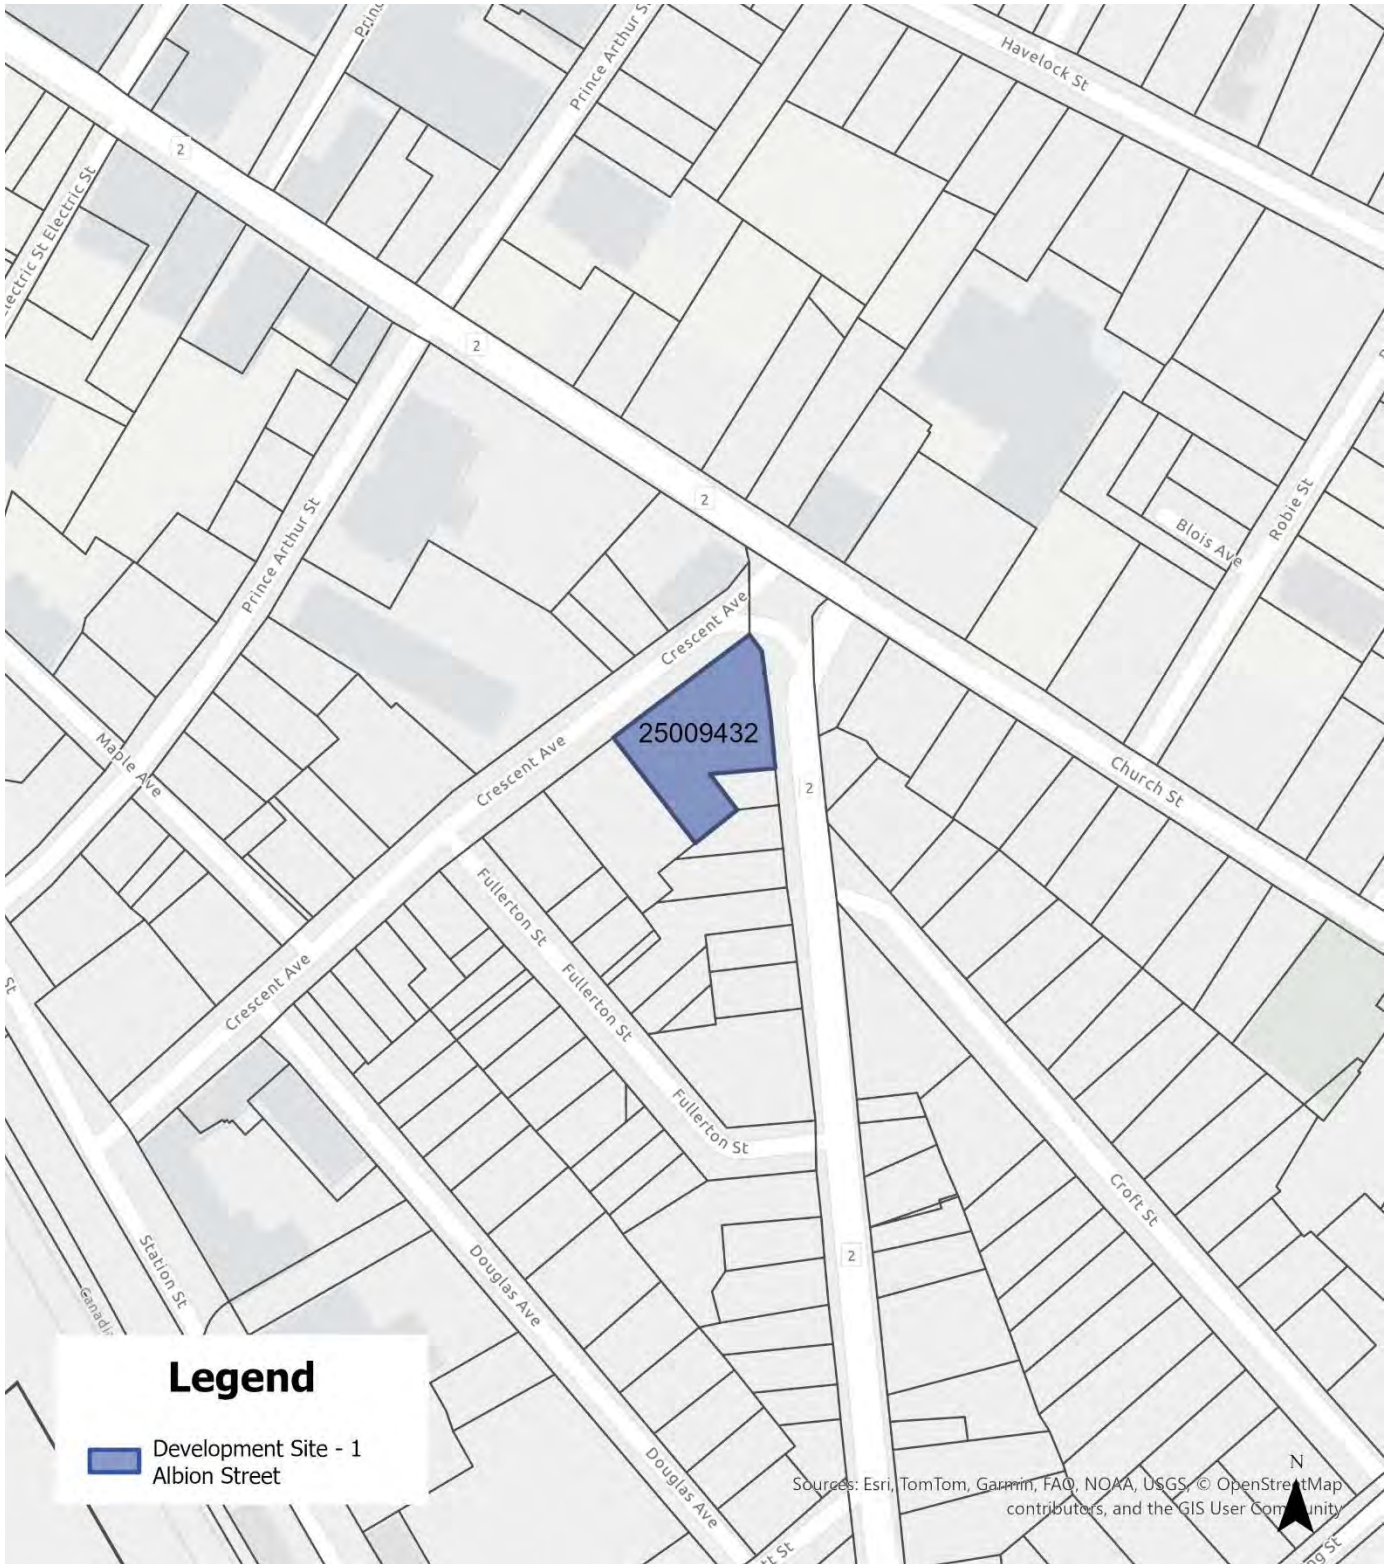 Prince Arthur S
Havelock St
2
Electric St
Electric St
2
2
Prince Arthur St
Blois Ave
Robie St
Crescent Ave
25009432
Maple Ave
Crescent Ave
2
Church St
Fullerton St
St
Crescent Ave
Fullerton St
Fullerton St
Croft St
Station St
Douglas Ave
2
Legend
Development Site - 1
Albion Street
Douglas Ave
N
Sources: Esri, TomTom, Garmin, FAO, NOAA, USGS, © OpenStreetMap
contributors, and the GIS User Community